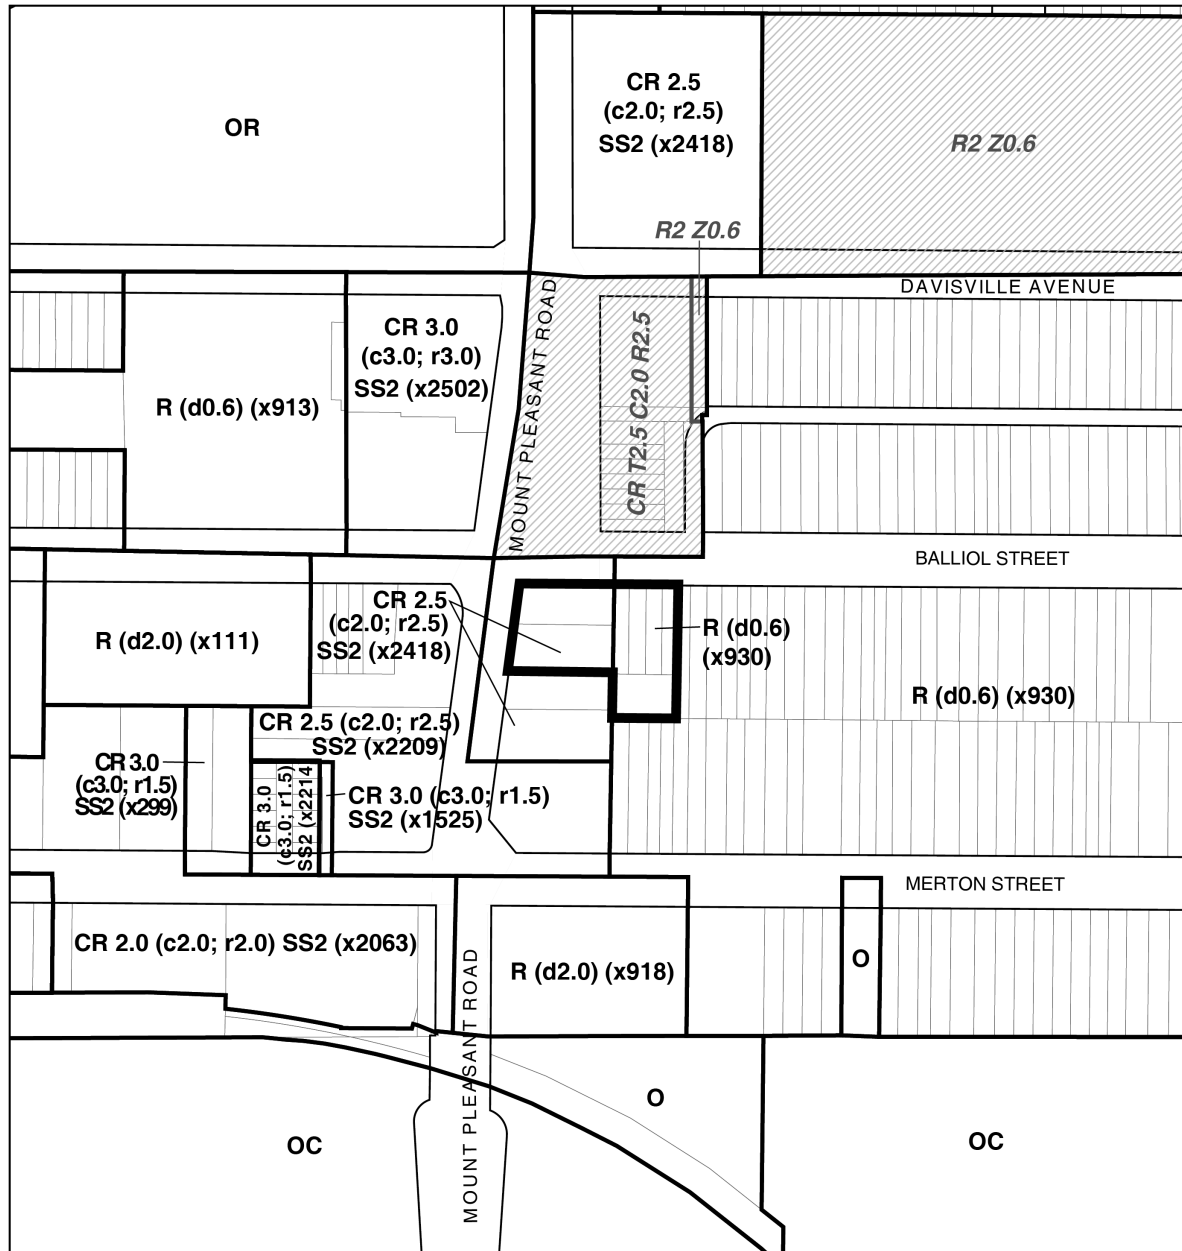 OR
CR 2.5
(c2.0; r2.5)
SS2 (x2418)
R2 Z0.6
R2 Z0.6
DAVISVILLE AVENUE
MOUNT PLEASANT ROAD
CR T2.5 C2.0 R2.5
CR 3.0
(c3.0; r3.0)
SS2 (x2502)
R (d0.6) (x913)
BALLIOL STREET
CR 2.5
(c2.0; r2.5)
SS2 (x2418)
R (d0.6)
(x930)
R (d2.0) (x111)
R (d0.6) (x930)
CR 2.5 (c2.0; r2.5)
SS2 (x2209)
CR 3.0
(c3.0; r1.5)
SS2 (x299)
CR 3.0
(c3.0; r1.5)
SS2 (x2214
CR 3.0 (c3.0; r1.5)
SS2 (x1525)
MERTON STREET
CR 2.0 (c2.0; r2.0) SS2 (x2063)
R (d2.0) (x918)
O
MOUNT PLEASANT ROAD
O
OC
OC